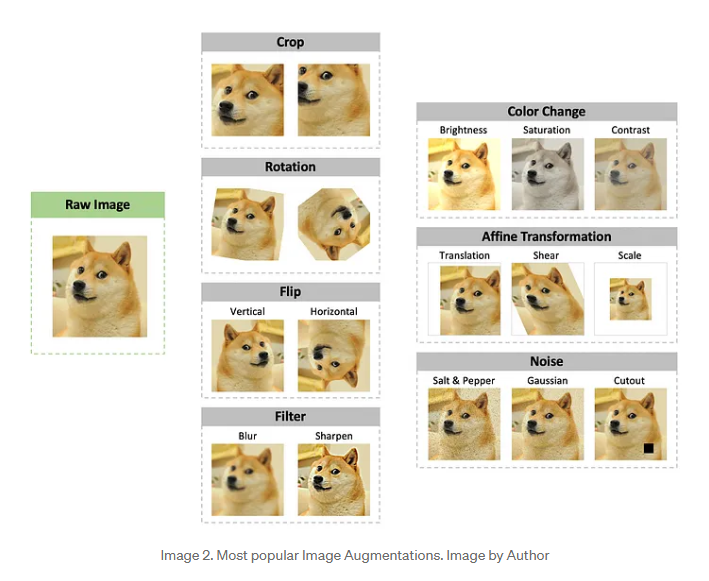 Raw Image
Crop
Rotation
Flip
Vertical Horizontal
Filter
Blur Sharpen
Color Change
Brightness Saturation Contrast
Affine Transformation
Translation Shear Scale
Noise
Salt & Pepper Gaussian Cutout
Image 2. Most popular Image Augmentations. Image by Author